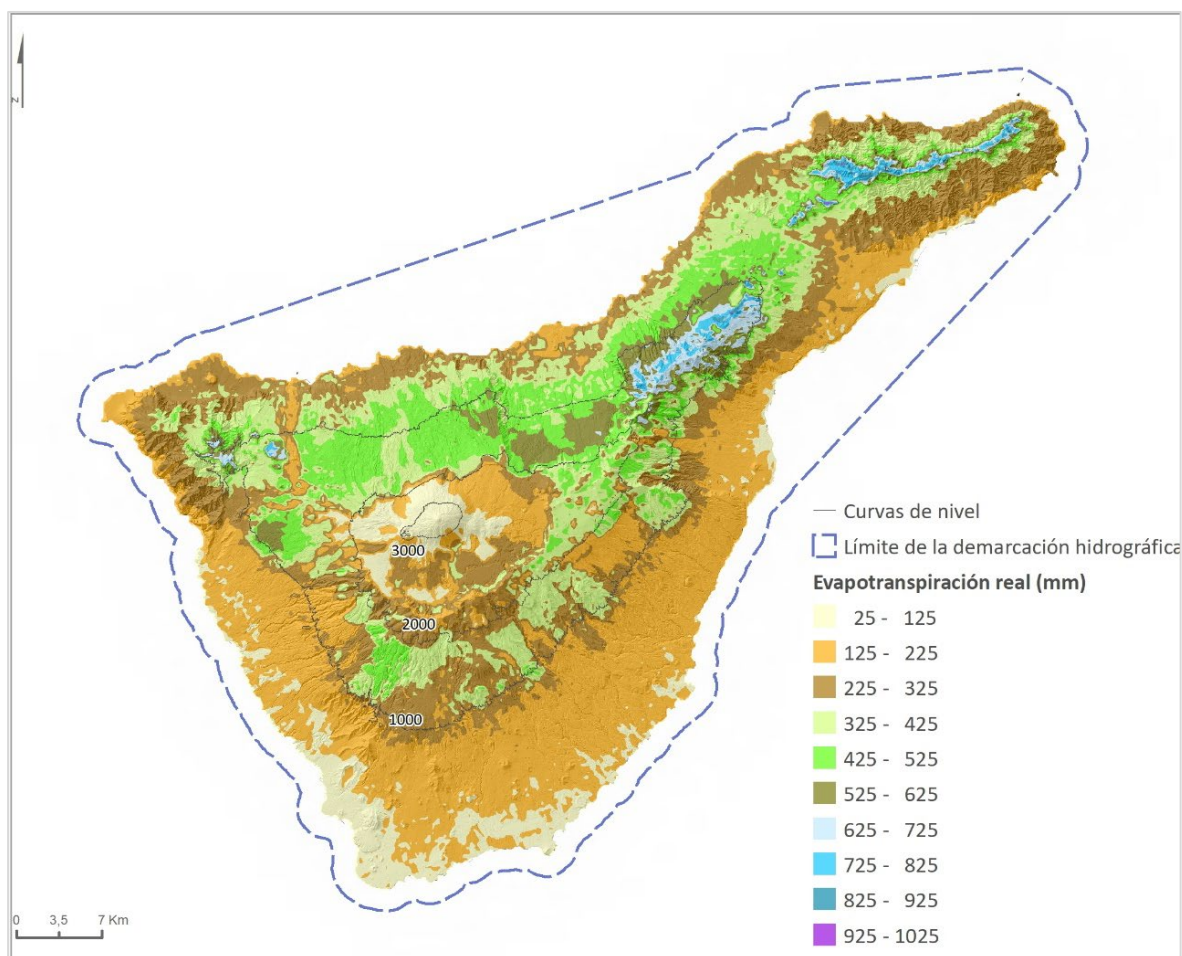 N
3000
2000
1000
Curvas de nivel
Límite de la demarcación hidrográfica
Evapotranspiración real (mm)
25 - 125
125 - 225
225 - 325
325 - 425
425 - 525
525 - 625
625 - 725
725 - 825
825 - 925
925 - 1025
0 3,5 7 Km